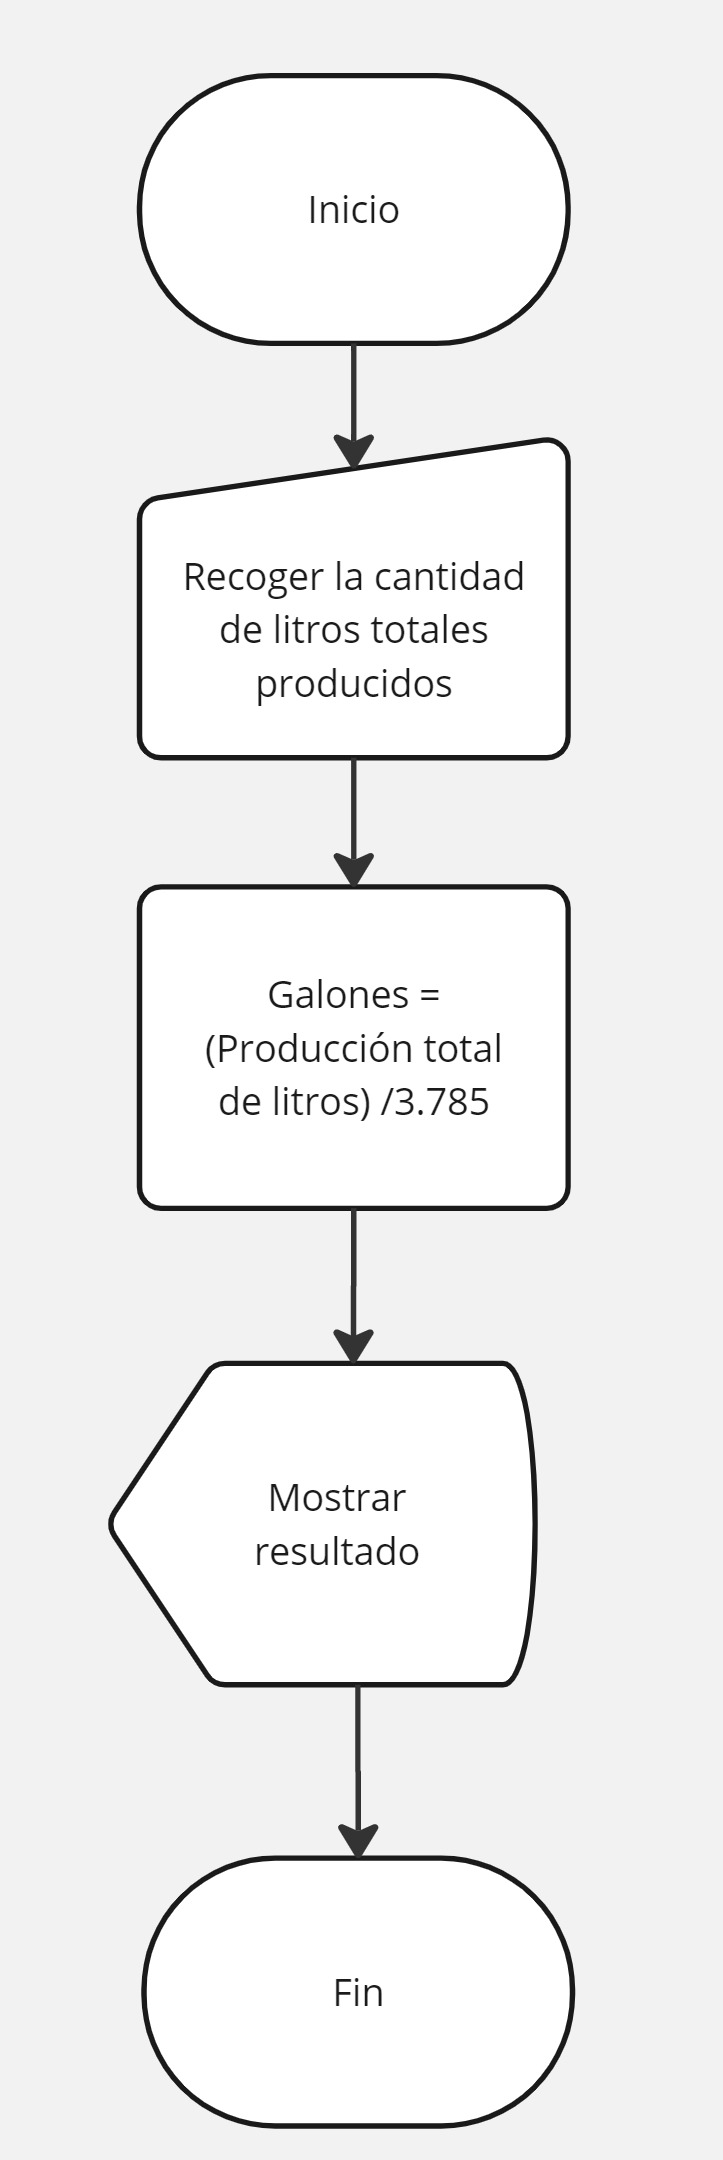 Inicio
Recoger la cantidad
de litros totales
producidos
Galones =
(Producción total
de litros) /3.785
Mostrar
resultado
Fin